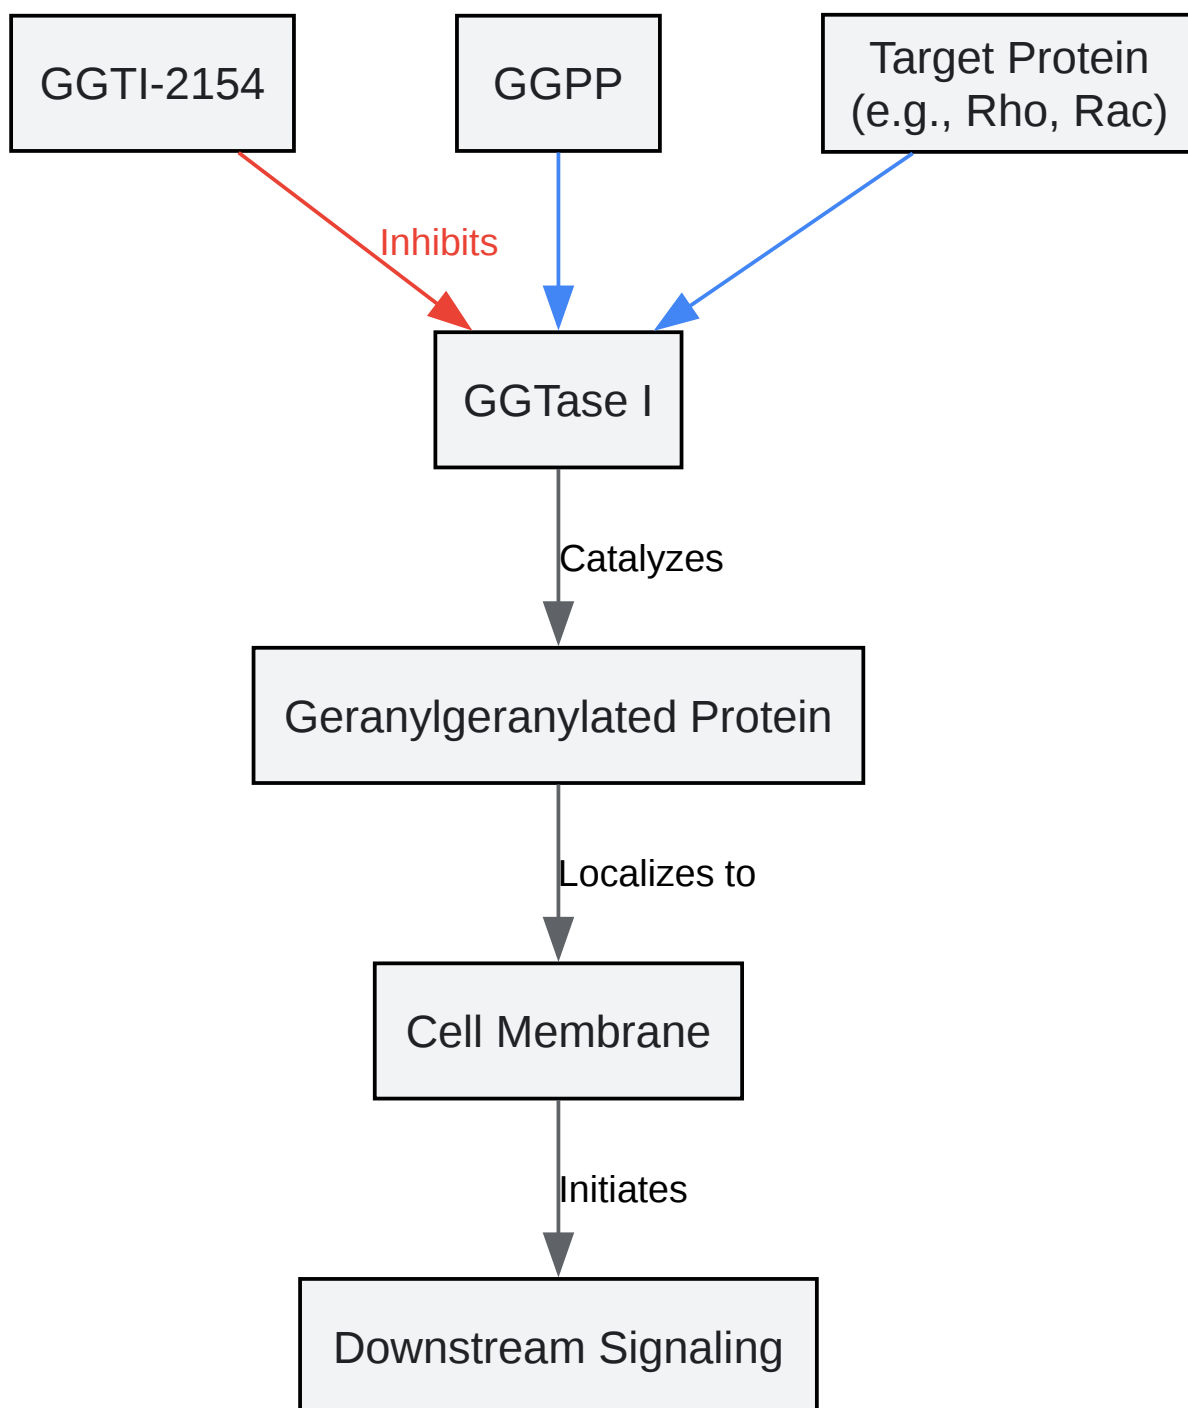 GGTI-2154
GGPP
Target Protein
(e.g., Rho, Rac)
Inhibits
GGTase I
Catalyzes
Geranylgeranylated Protein
Localizes to
Cell Membrane
Initiates
Downstream Signaling